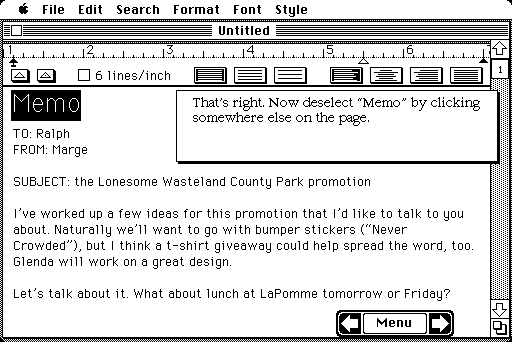 File Edit Search Format Font Style
Untitled
1 2 3 4 5 6 7
6 lines/inch
1
Memo
That's right. Now deselect “Memo” by clicking
somewhere else on the page.
TO: Ralph
FROM: Marge
SUBJECT: the Lonesome Wasteland County Park promotion
I've worked up a few ideas for this promotion that I'd like to talk to you
about. Naturally we'll want to go with bumper stickers (“Never
Crowded”), but I think a t-shirt giveaway could help spread the word, too.
Glenda will work on a great design.
Let's talk about it. What about lunch at LaPomme tomorrow or Friday?
Menu